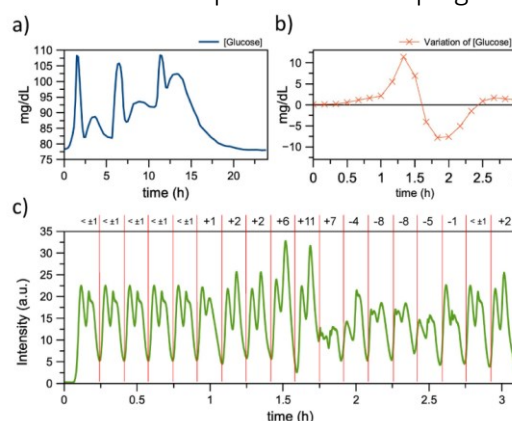 a)
[Glucose]
mg/dL
110
105
100
95
90
85
80
75
0 5 10 15 20
time (h)
b)
Variation of [Glucose]
mg/dL
10
5
0
−5
−10
0 0.5 1.0 1.5 2.0 2.5 3.
time (h)
c)
< ±1 < ±1 < ±1 < ±1 < ±1 +1 +2 +2 +6 +11 +7 −4 −8 −8 −5 −1 < ±1 +2
Intensity (a.u.)
35
30
25
20
15
10
5
0
0 0.5 1 1.5 2 2.5 3
time (h)